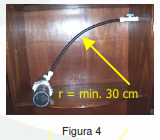 r = min. 30 cm
Figura 4